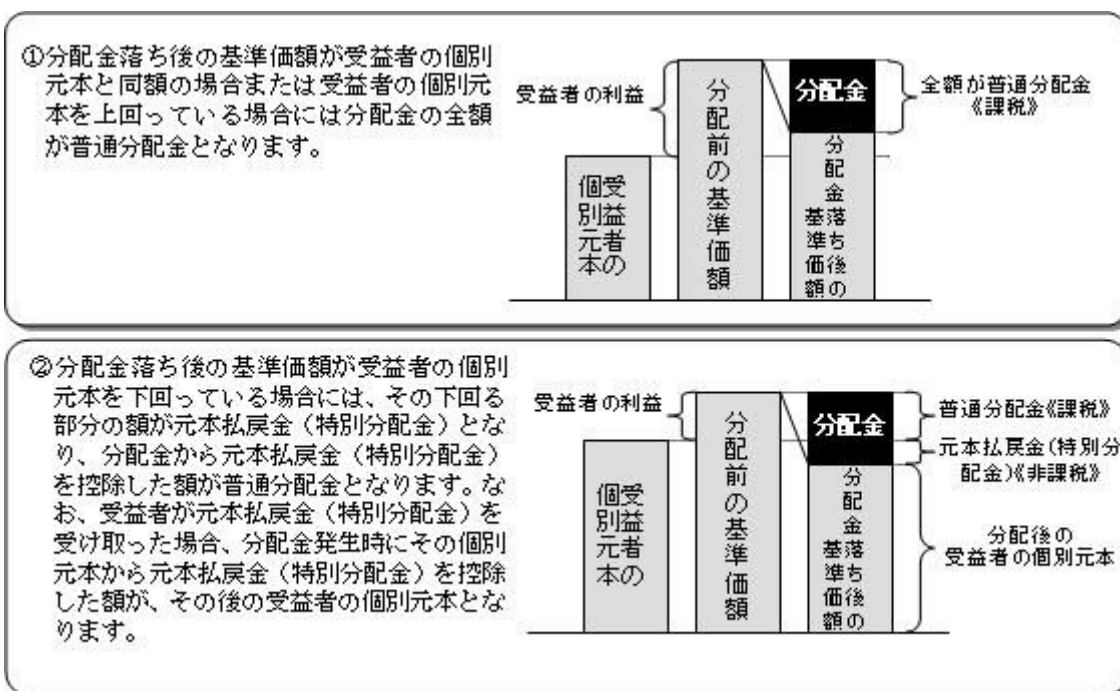 ①分配金落ち後の基準価額が受益者の個別
元本と同額の場合または受益者の個別元
本を上回っている場合には分配金の全額
が普通分配金となります。
受益者の利益
受益者の
個別元本
分配前の基準価額
分配金
分配金
落ち後の
基準価額
全額が普通分配金
《課税》
②分配金落ち後の基準価額が受益者の個別
元本を下回っている場合には、その下回る
部分の額が元本払戻金（特別分配金）とな
り、分配金から元本払戻金（特別分配金）
を控除した額が普通分配金となります。な
お、受益者が元本払戻金（特別分配金）を
受け取った場合、分配金発生時にその個別
元本から元本払戻金（特別分配金）を控除
した額が、その後の受益者の個別元本とな
ります。
受益者の利益
受益者の
個別元本
分配前の基準価額
分配金
分配金
落ち後の
基準価額
普通分配金《課税》
元本払戻金(特別分
配金)《非課税》
分配後の
受益者の個別元本